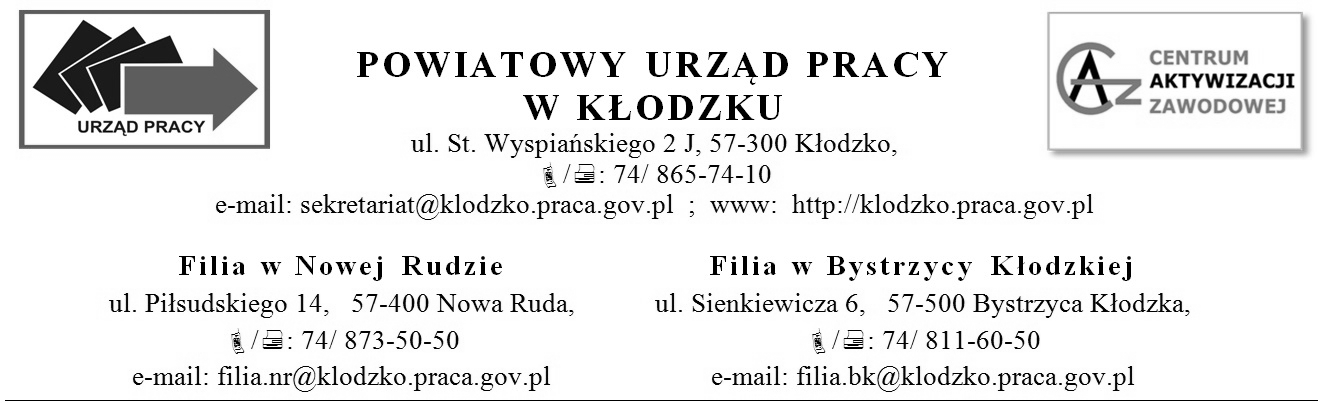 URZĄD PRACY
POWIATOWY URZĄD PRACY
W KŁODZKU
ul. St. Wyspiańskiego 2 J, 57-300 Kłodzko,
/: 74/ 865-74-10
e-mail: sekretariat@klodzko.praca.gov.pl ; www: http://klodzko.praca.gov.pl
CAZ
CENTRUM
AKTYWIZACJI
ZAWODOWEJ
Filia w Nowej Rudzie
ul. Piłsudskiego 14, 57-400 Nowa Ruda,
/: 74/ 873-50-50
e-mail: filia.nr@klodzko.praca.gov.pl
Filia w Bystrzycy Kłodzkiej
ul. Sienkiewicza 6, 57-500 Bystrzyca Kłodzka,
/: 74/ 811-60-50
e-mail: filia.bk@klodzko.praca.gov.pl